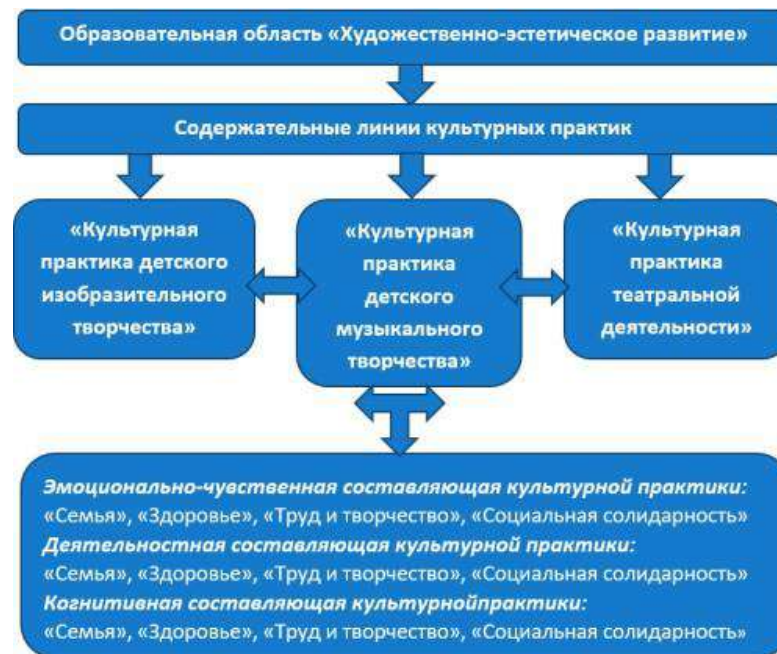 Образовательная область «Художественно-эстетическое развитие»
Содержательные линии культурных практик
«Культурная
практика детского
изобразительного
творчества»
«Культурная
практика
детского
музыкального
творчества»
«Культурная
практика
театральной
деятельности»
Эмоционально-чувственная составляющая культурной практики:
«Семья», «Здоровье», «Труд и творчество», «Социальная солидарность»
Деятельностная составляющая культурной практики:
«Семья», «Здоровье», «Труд и творчество», «Социальная солидарность»
Когнитивная составляющая культурнойпрактики:
«Семья», «Здоровье», «Труд и творчество», «Социальная солидарность»